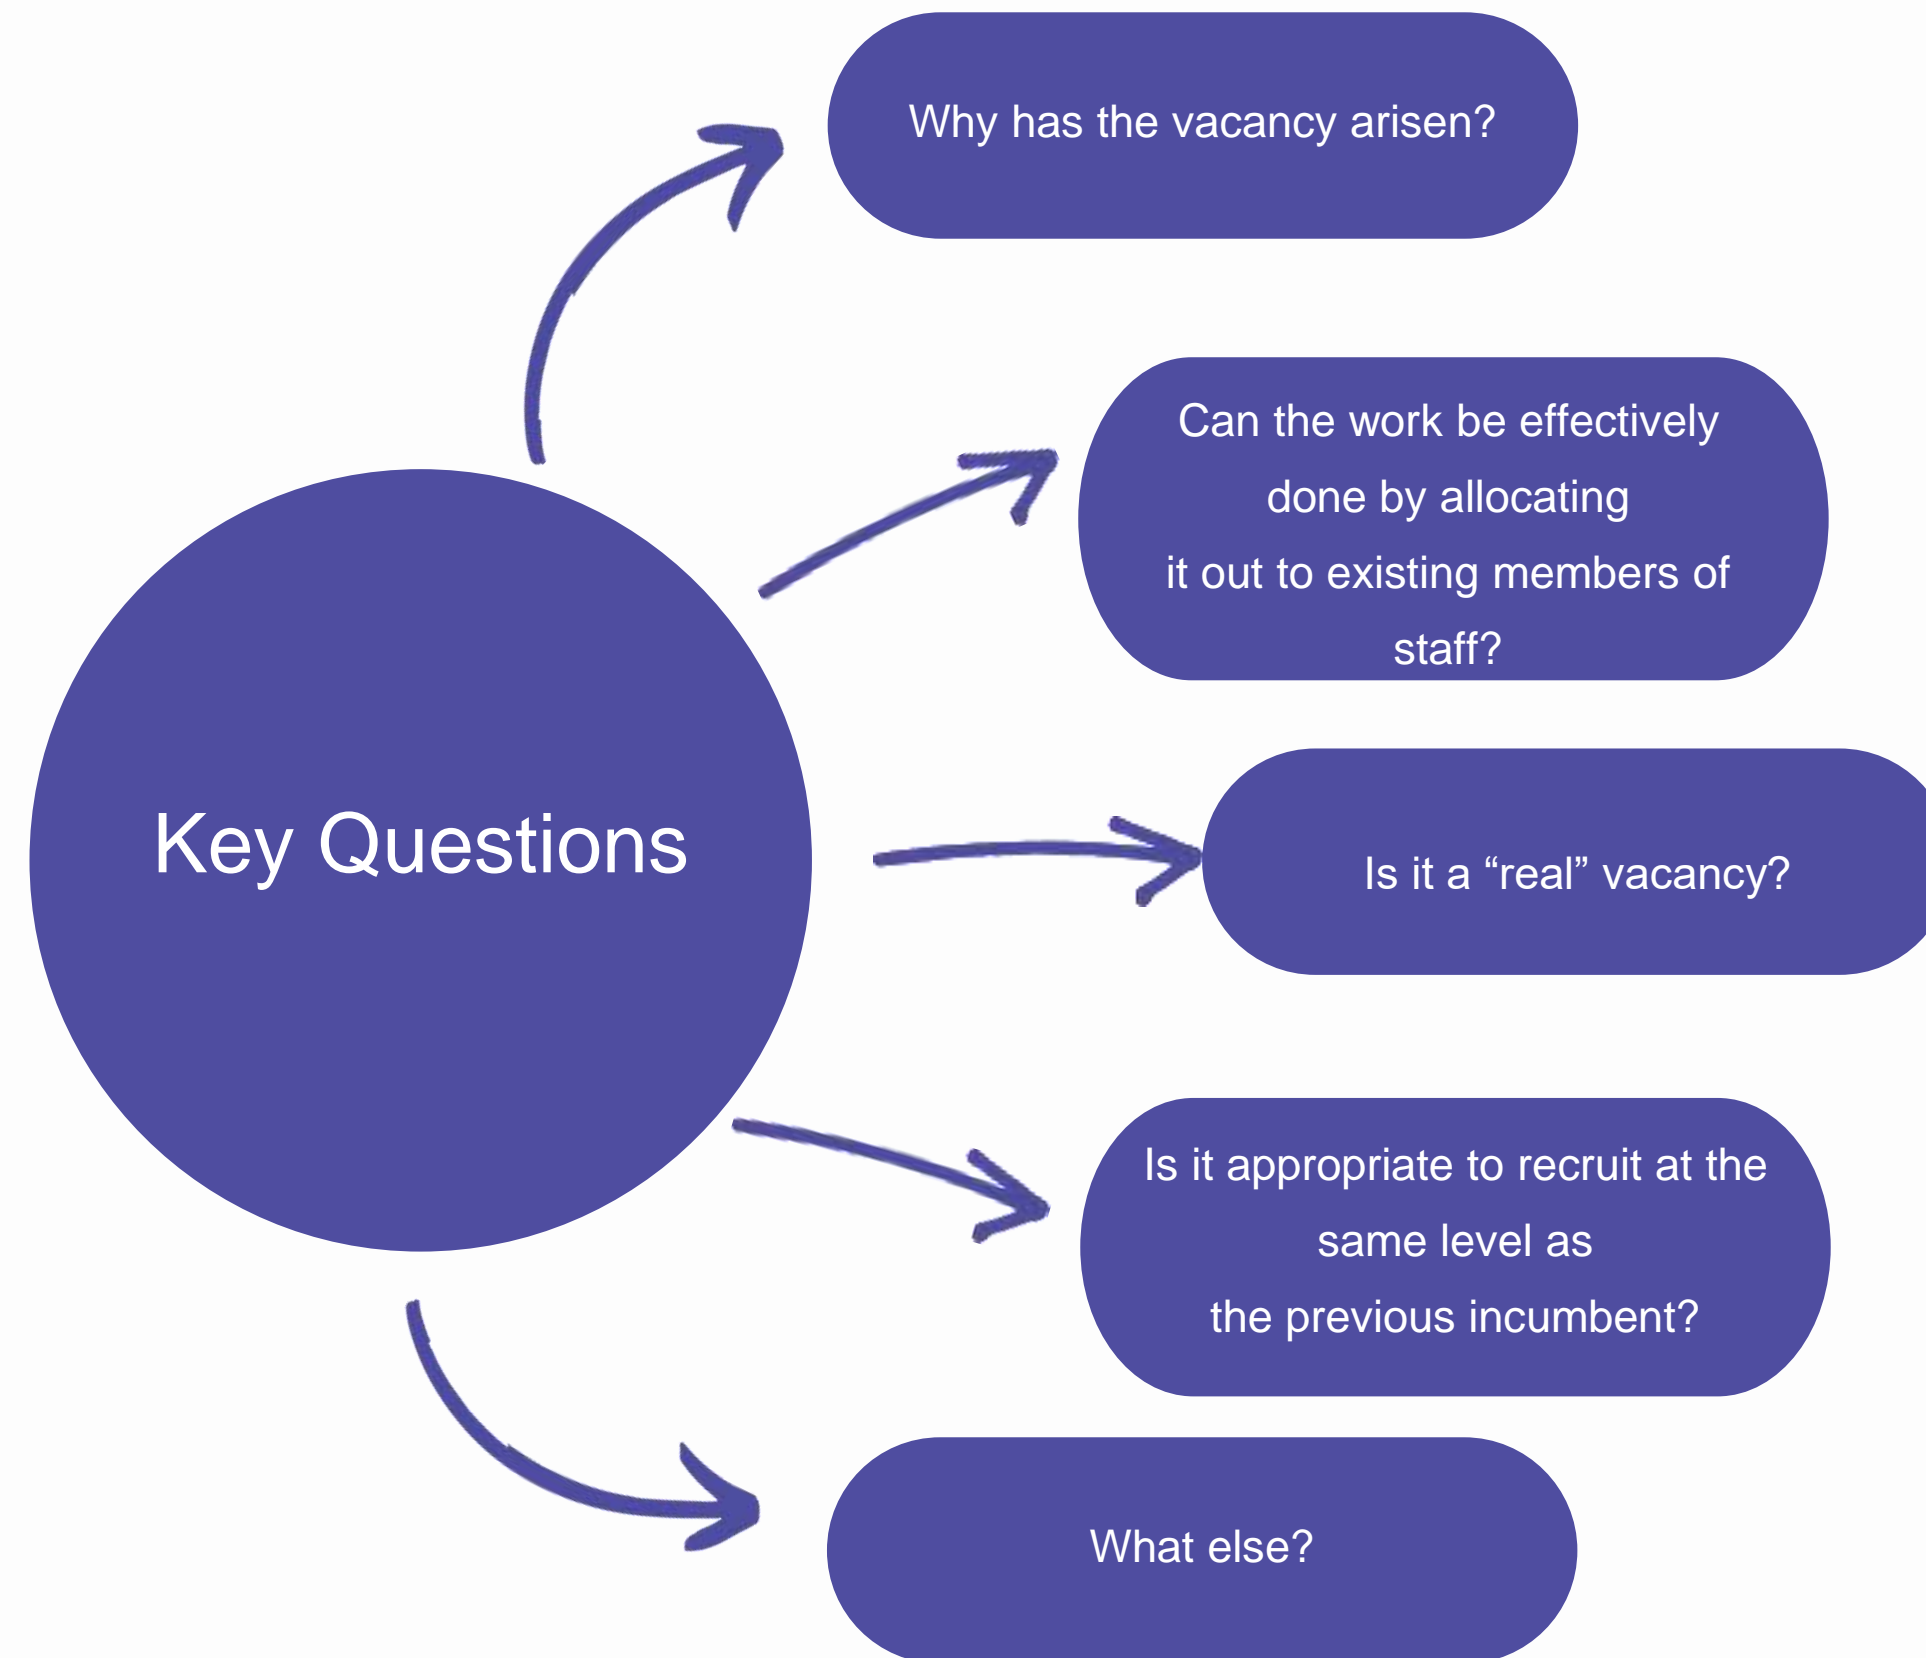 Key Questions
Why has the vacancy arisen?
Can the work be effectively
done by allocating
it out to existing members of
staff?
Is it a “real” vacancy?
Is it appropriate to recruit at the
same level as
the previous incumbent?
What else?